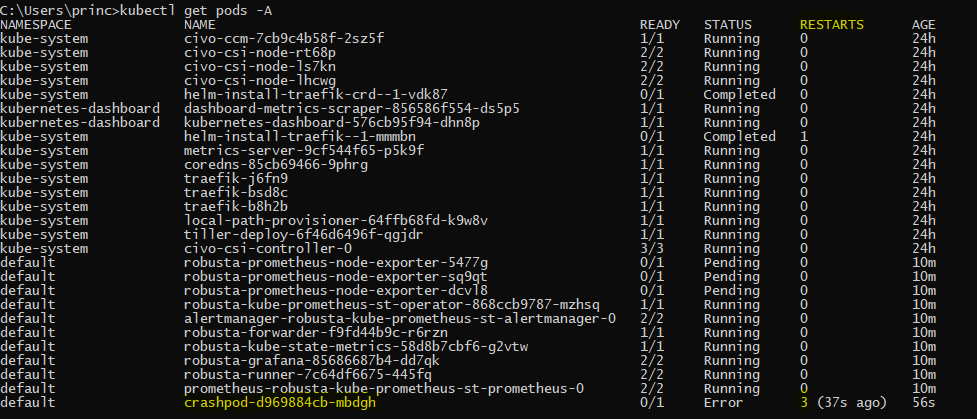 C:\Users\princ>kubectl get pods -A
NAMESPACE NAME READY STATUS RESTARTS AGE
kube-system civo-ccm-7cb9c4b58f-2sz5f 1/1 Running 0 24h
kube-system civo-csi-node-rt68p 2/2 Running 0 24h
kube-system civo-csi-node-ls7kn 2/2 Running 0 24h
kube-system civo-csi-node-lhcwg 2/2 Running 0 24h
kube-system helm-install-traefik-crd--1-vdk87 0/1 Completed 0 24h
kubernetes-dashboard dashboard-metrics-scraper-856586f554-ds5p5 1/1 Running 0 24h
kubernetes-dashboard kubernetes-dashboard-576cb95f94-dhn8p 1/1 Running 0 24h
kube-system helm-install-traefik--1-mmmbn 0/1 Completed 1 24h
kube-system metrics-server-9cf544f65-p5k9f 1/1 Running 0 24h
kube-system coredns-85cb69466-9phrg 1/1 Running 0 24h
kube-system traefik-j6fn9 1/1 Running 0 24h
kube-system traefik-bsd8c 1/1 Running 0 24h
kube-system traefik-b8h2b 1/1 Running 0 24h
kube-system local-path-provisioner-64ffb68fd-k9w8v 1/1 Running 0 24h
kube-system tiller-deploy-6f46d6496f-qgjdr 1/1 Running 0 24h
kube-system civo-csi-controller-0 3/3 Running 0 24h
default robusta-prometheus-node-exporter-5477g 0/1 Pending 0 10m
default robusta-prometheus-node-exporter-sq9qt 0/1 Pending 0 10m
default robusta-prometheus-node-exporter-dcvl8 0/1 Pending 0 10m
default robusta-kube-prometheus-st-operator-868ccb9787-mzhsq 1/1 Running 0 10m
default alertmanager-robusta-kube-prometheus-st-alertmanager-0 2/2 Running 0 10m
default robusta-forwarder-f9fd44b9c-r6rzn 1/1 Running 0 10m
default robusta-kube-state-metrics-58d8b7cbf6-g2vtw 1/1 Running 0 10m
default robusta-grafana-85686687b4-dd7qk 2/2 Running 0 10m
default robusta-runner-7c64df6675-445fq 2/2 Running 0 10m
default prometheus-robusta-kube-prometheus-st-prometheus-0 2/2 Running 0 10m
default crashpod-d969884cb-mbdgh 0/1 Error 3 (37s ago) 56s